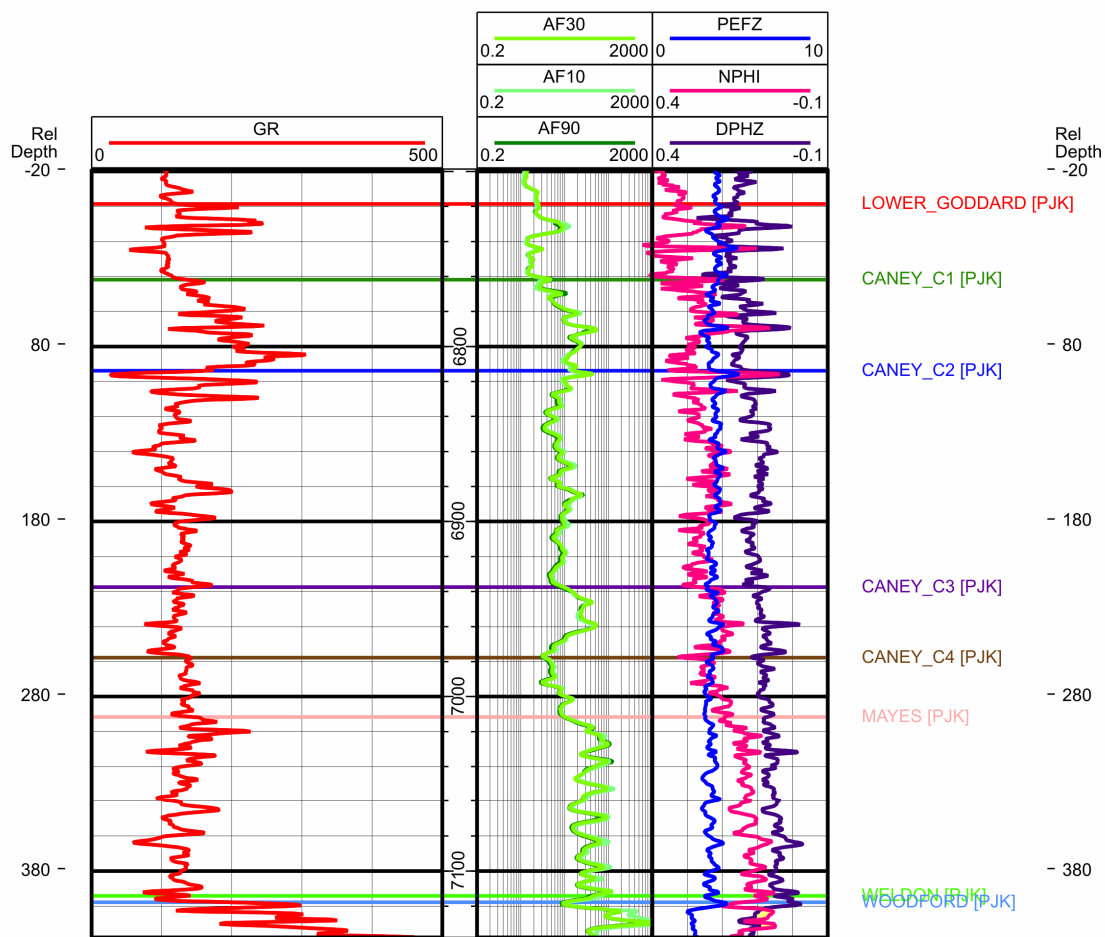 AF30
0.2 2000
PEFZ
0 10
AF10
0.2 2000
NPHI
0.4 -0.1
Rel
Depth
GR
0 500
AF90
0.2 2000
DPHZ
0.4 -0.1
Rel
Depth
-20 -20
LOWER_GODDARD [PJK]
CANEY_C1 [PJK]
80 6800 80
CANEY_C2 [PJK]
180 6900 180
CANEY_C3 [PJK]
CANEY_C4 [PJK]
280 7000 280
MAYES [PJK]
380 7100 380
WELDON [PJK]
WOODFORD [PJK]